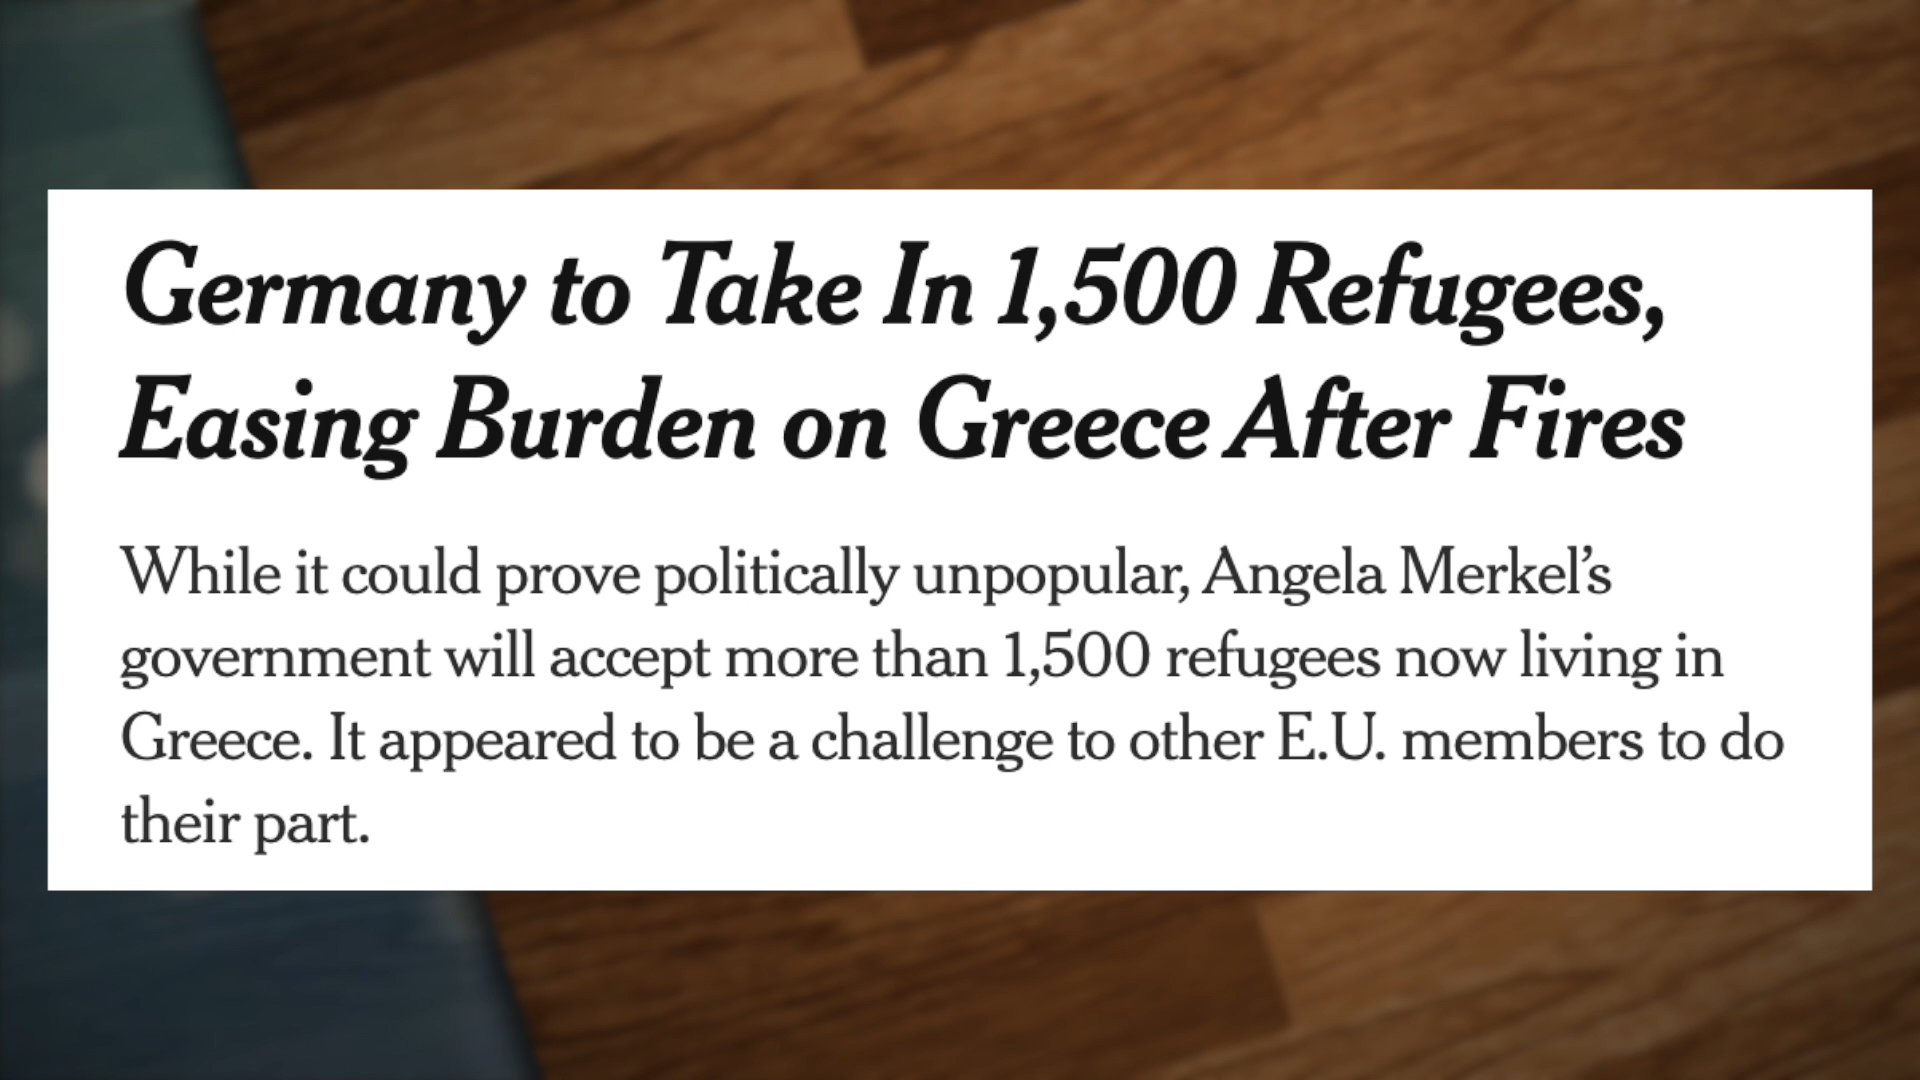 Germany to Take In 1,500 Refugees,
Easing Burden on Greece After Fires
While it could prove politically unpopular, Angela Merkel’s
government will accept more than 1,500 refugees now living in
Greece. It appeared to be a challenge to other E.U. members to do
their part.